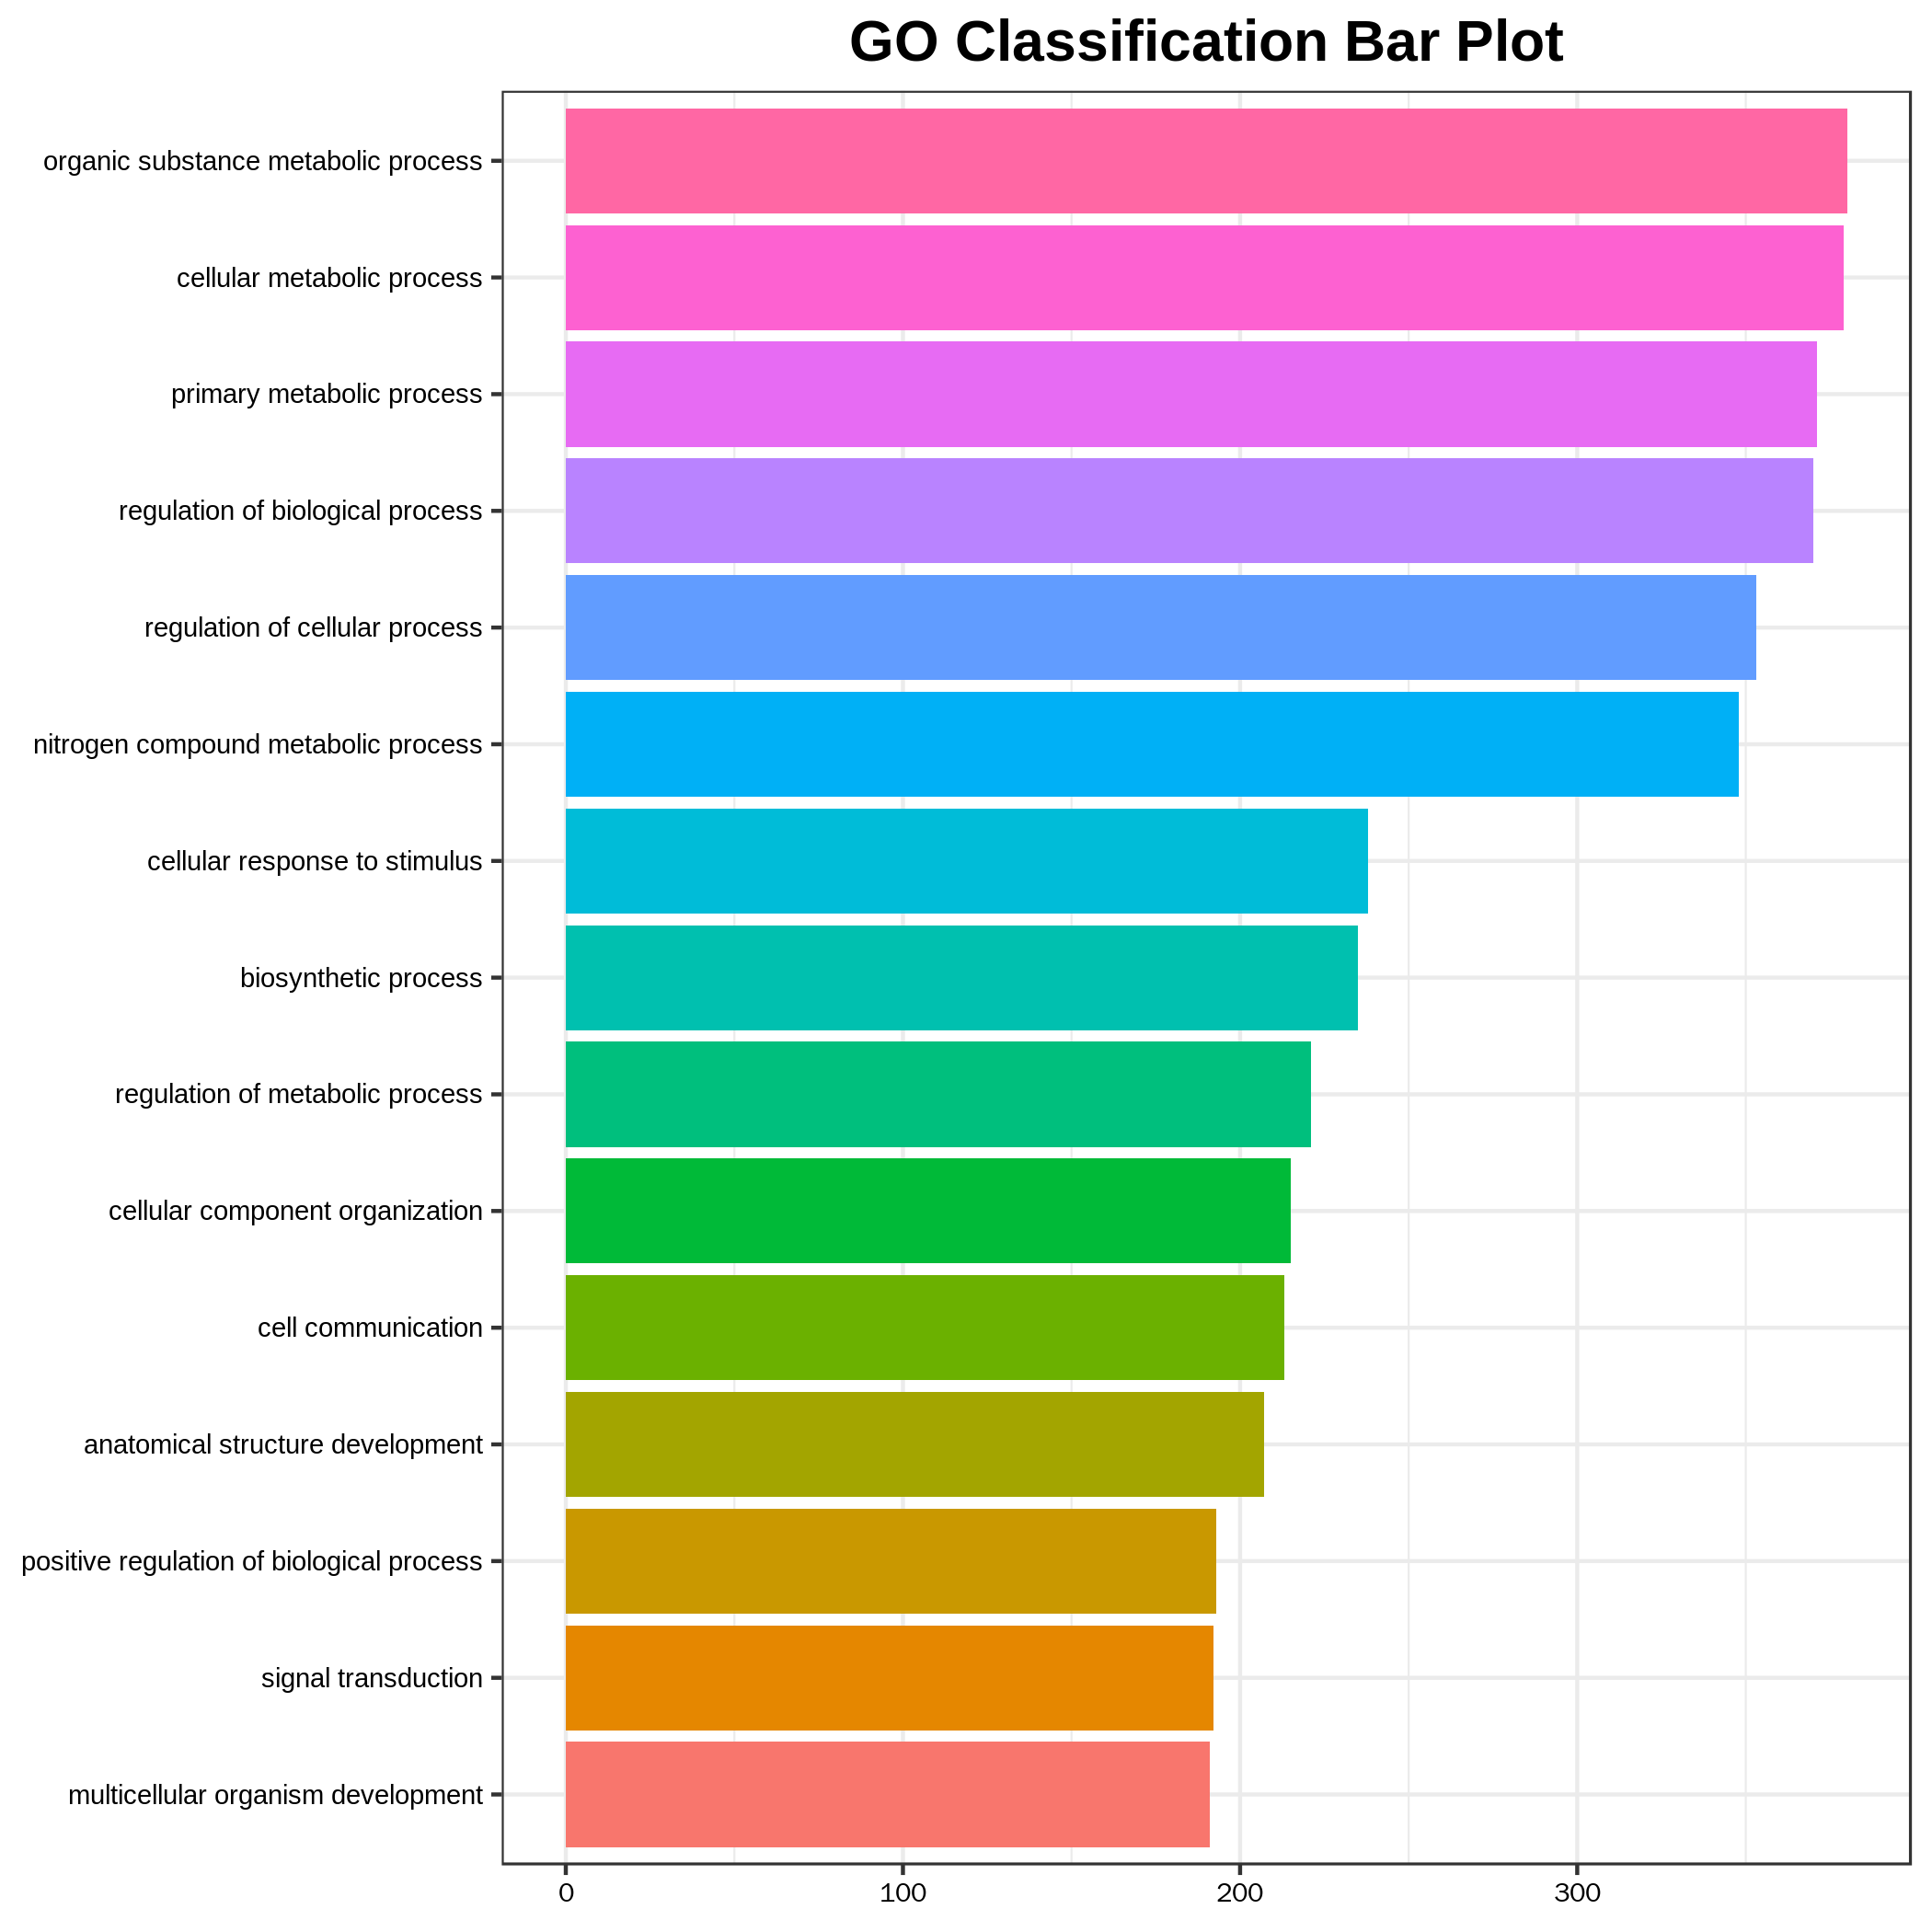 GO Classification Bar Plot
organic substance metabolic process
cellular metabolic process
primary metabolic process
regulation of biological process
regulation of cellular process
nitrogen compound metabolic process
cellular response to stimulus
biosynthetic process
regulation of metabolic process
cellular component organization
cell communication
anatomical structure development
positive regulation of biological process
signal transduction
multicellular organism development
0 100 200 300